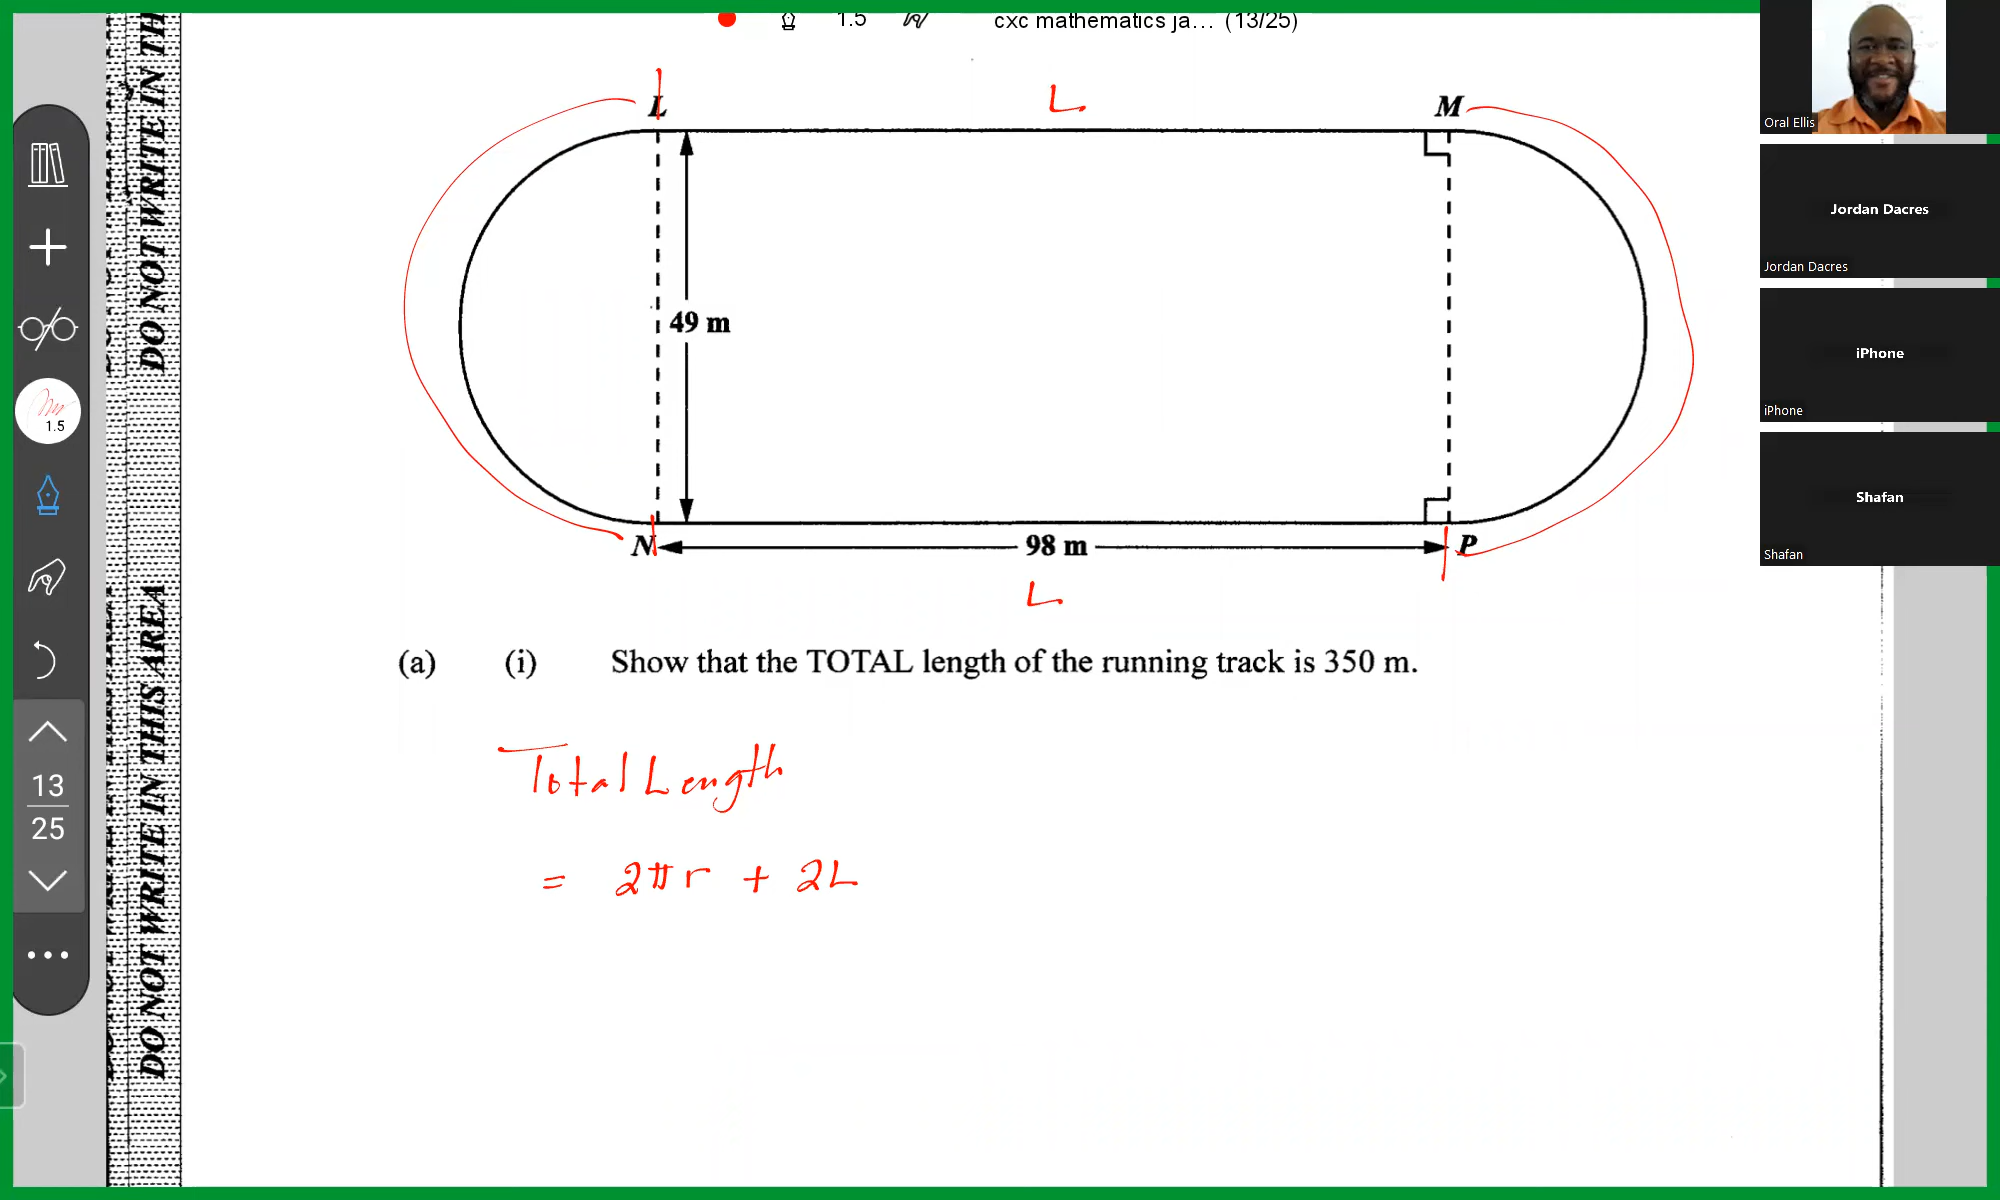 1.5 cxc mathematics ja... (13/25)
Oral Ellis
Jordan Dacres
Jordan Dacres
iPhone
iPhone
Shafan
Shafan
DO NOT WRITE IN TH
DO NOT WRITE IN THIS AREA
1.5
13
25
L L M
49 m
N 98 m P
L
(a) (i) Show that the TOTAL length of the running track is 350 m.
Total Length
= 2πr + 2L